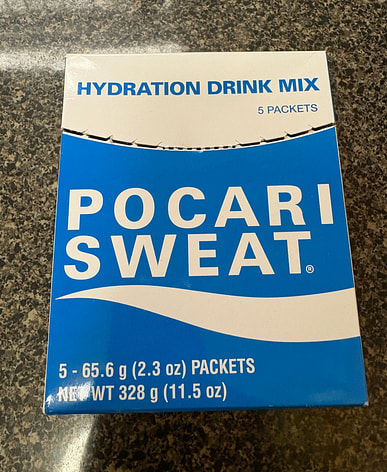 HYDRATION DRINK MIX
5 PACKETS
POCARI
SWEAT®
5 - 65.6 g (2.3 oz) PACKETS
NET WT 328 g (11.5 oz)